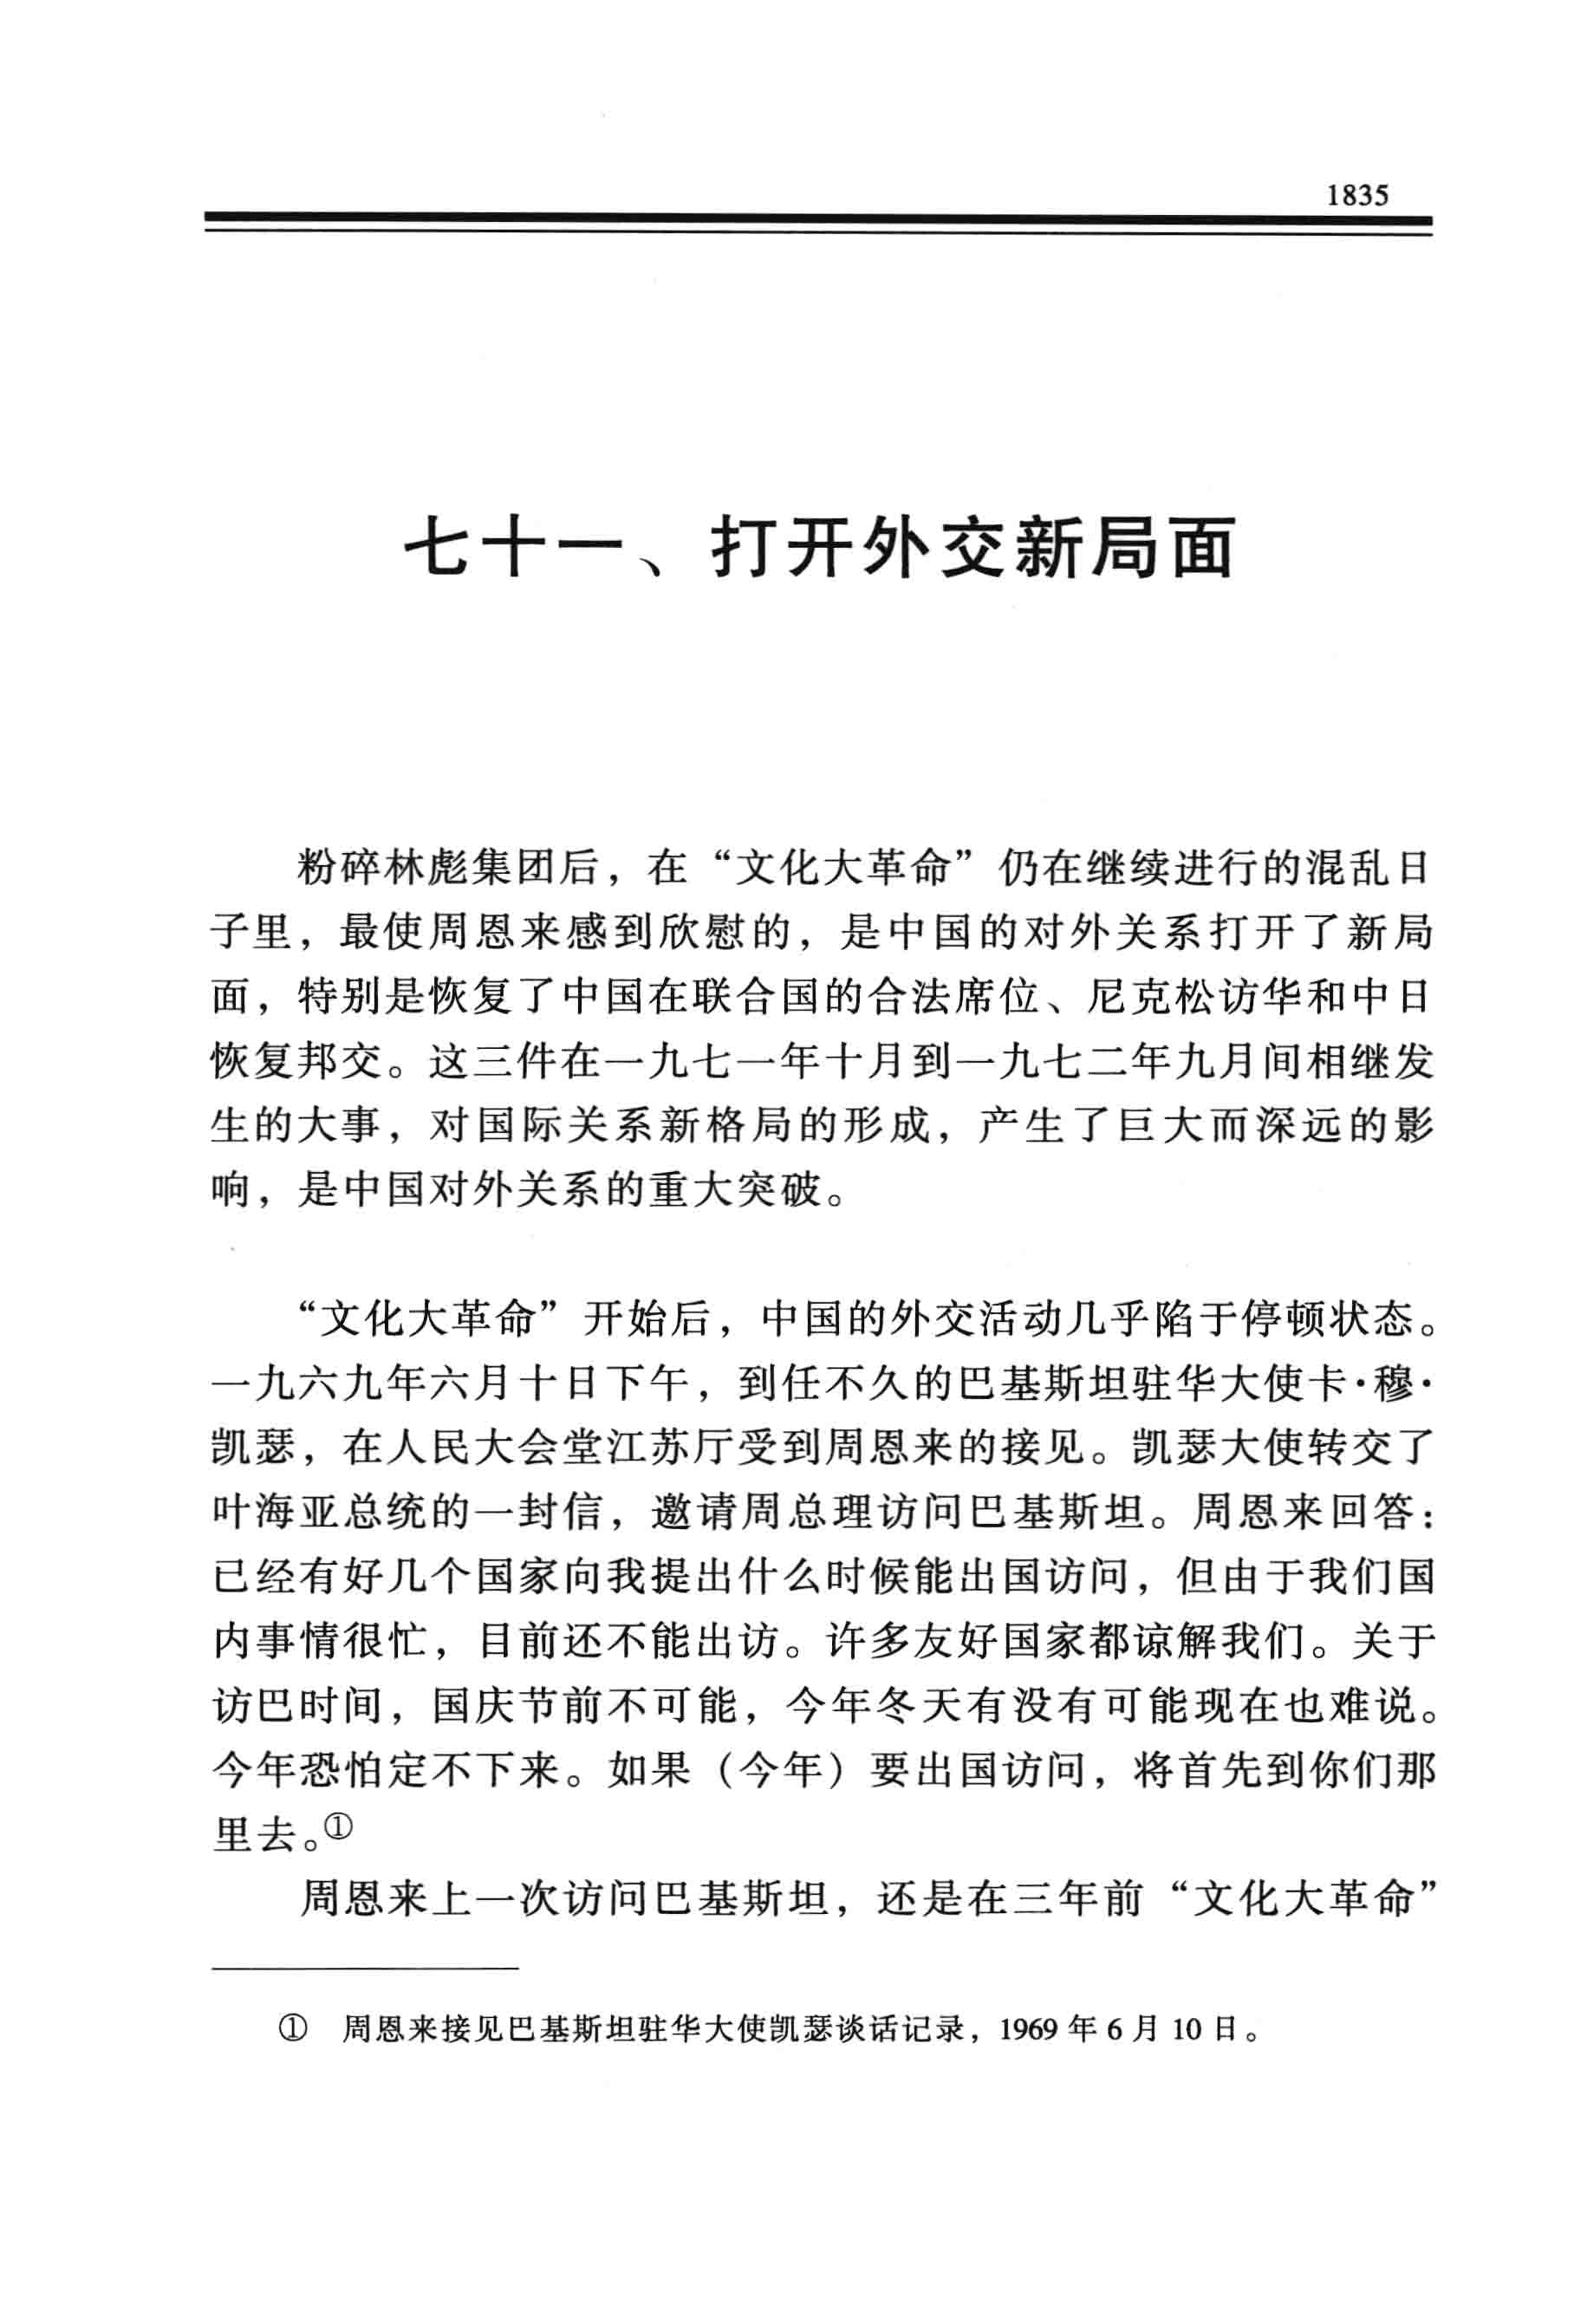 1835
七十一、打开外交新局面
粉碎林彪集团后，在“文化大革命”仍在继续进行的混乱日
子里，最使周恩来感到欣慰的，是中国的对外关系打开了新局
面，特别是恢复了中国在联合国的合法席位、尼克松访华和中日
恢复邦交。这三件在一九七一年十月到一九七二年九月间相继发
生的大事，对国际关系新格局的形成，产生了巨大而深远的影
响，是中国对外关系的重大突破。
“文化大革命”开始后，中国的外交活动几乎陷于停顿状态。
一九六九年六月十日下午，到任不久的巴基斯坦驻华大使卡·穆·
凯瑟，在人民大会堂江苏厅受到周恩来的接见。凯瑟大使转交了
叶海亚总统的一封信，邀请周总理访问巴基斯坦。周恩来回答：
已经有好几个国家向我提出什么时候能出国访问，但由于我们国
内事情很忙，目前还不能出访。许多友好国家都谅解我们。关于
访巴时间，国庆节前不可能，今年冬天有没有可能现在也难说。
今年恐怕定不下来。如果（今年）要出国访问，将首先到你们那
里去。①
周恩来上一次访问巴基斯坦，还是在三年前“文化大革命”
① 周恩来接见巴基斯坦驻华大使凯瑟谈话记录，1969 年 6 月 10 日。